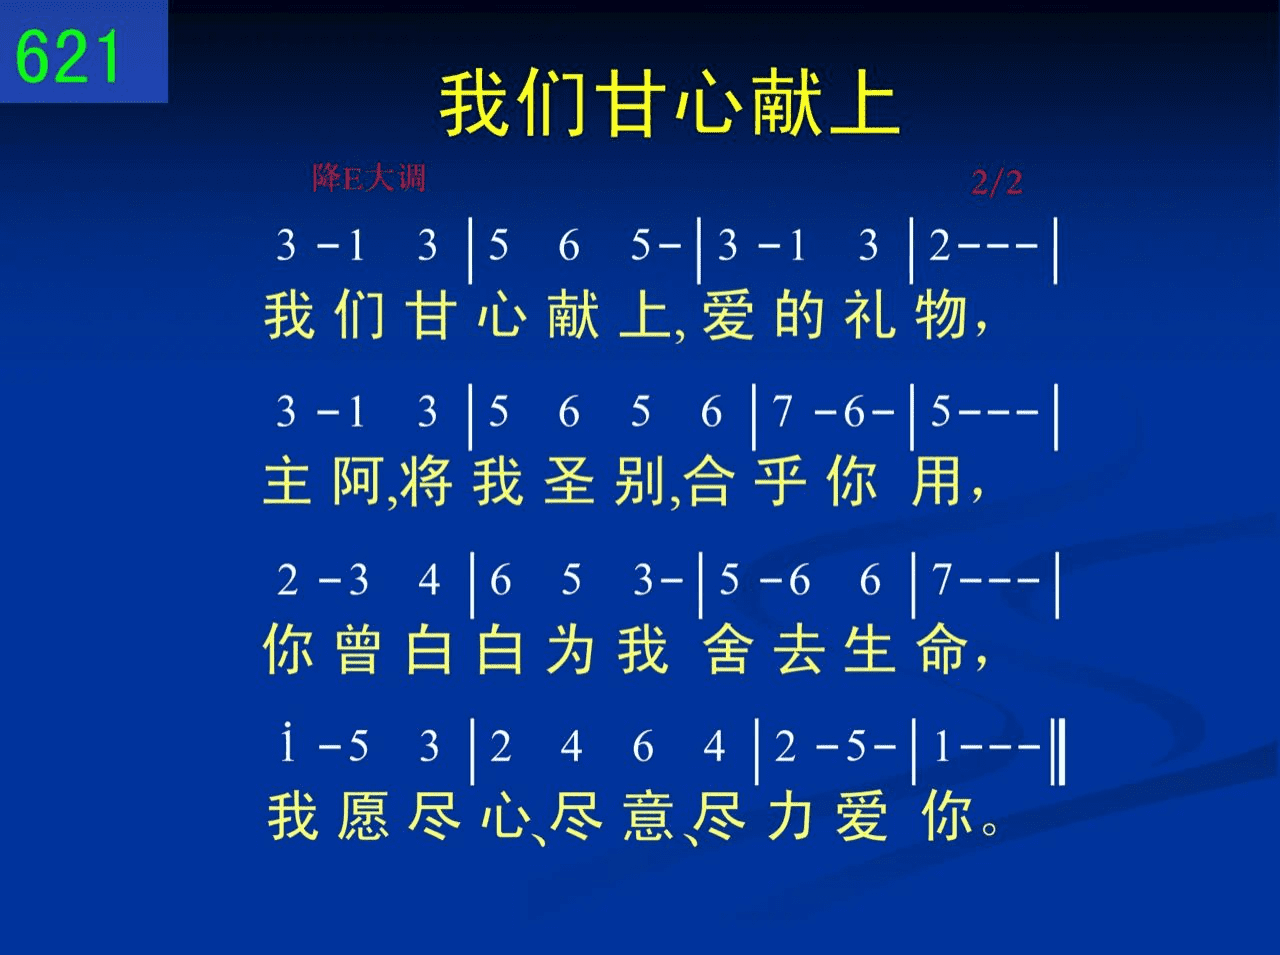 621
我们甘心献上
降E大调 2/2
3 -1 3 | 5 6 5- | 3 -1 3 | 2--- |
我们甘心献上,爱的礼物，
3 -1 3 | 5 6 5 6 | 7 -6- | 5--- |
主阿,将我圣别,合乎你用，
2 -3 4 | 6 5 3- | 5 -6 6 | 7--- |
你曾白白为我舍去生命，
i -5 3 | 2 4 6 4 | 2 -5- | 1--- ‖
我愿尽心、尽意、尽力爱你。